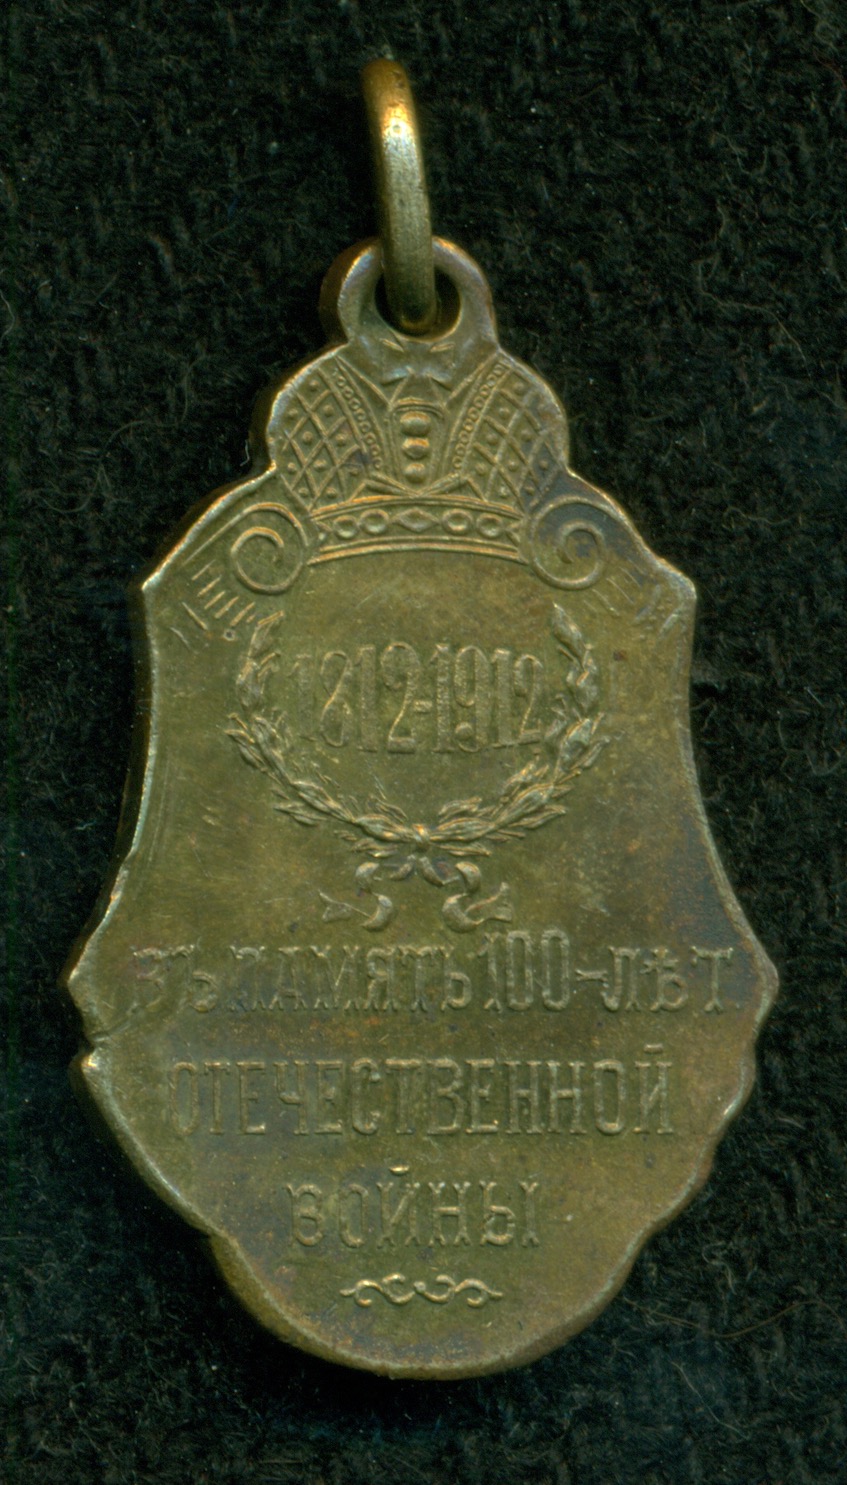 1812-1912
ВЪ ПАМЯТЬ 100-ЛѢТ.
ОТЕЧЕСТВЕННОЙ
ВОЙНЫ